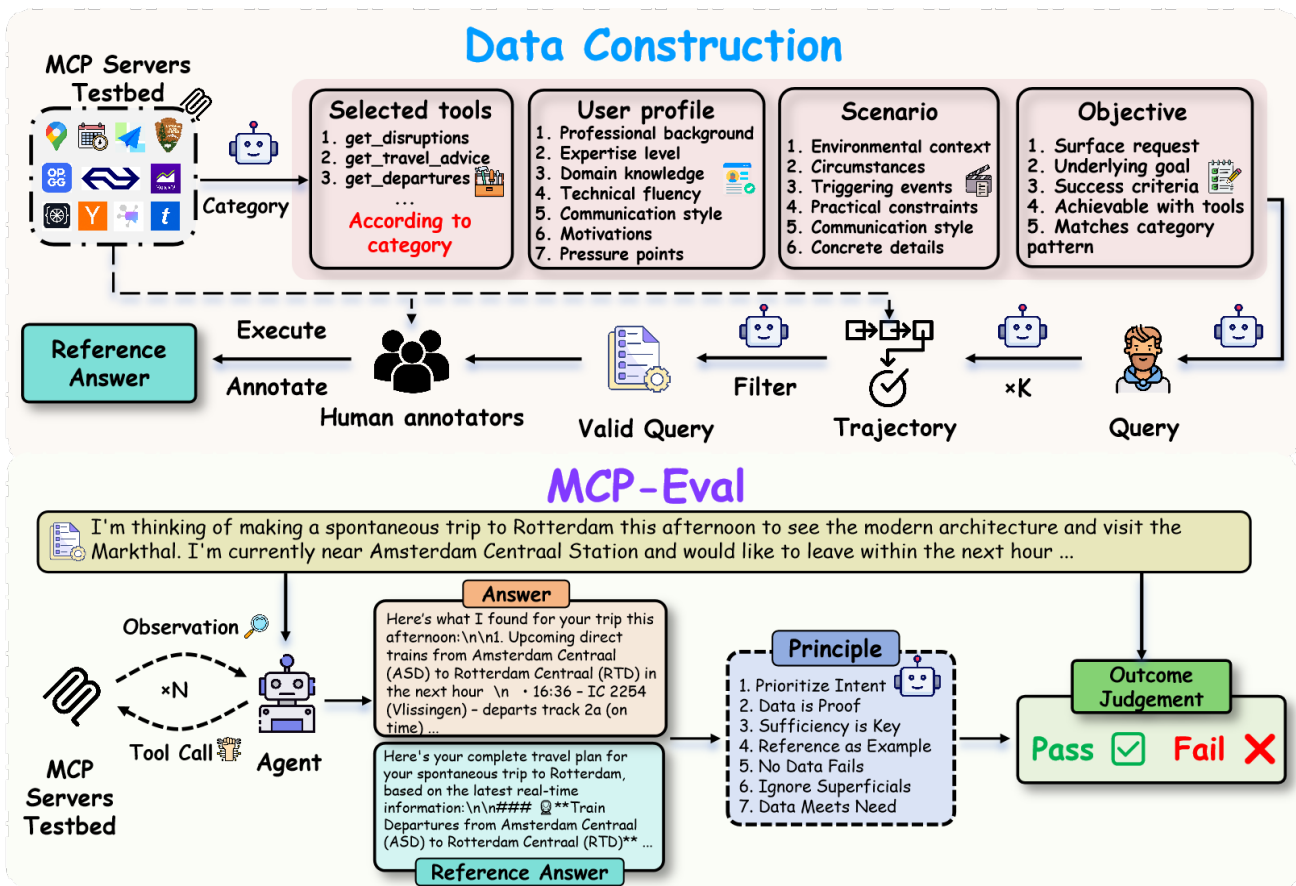 Data Construction
MCP Servers
Testbed
OP.
GG
Y
t
Category
Selected tools
1. get_disruptions
2. get_travel_advice
3. get_departures
...
According to
category
User profile
1. Professional background
2. Expertise level
3. Domain knowledge
4. Technical fluency
5. Communication style
6. Motivations
7. Pressure points
Scenario
1. Environmental context
2. Circumstances
3. Triggering events
4. Practical constraints
5. Communication style
6. Concrete details
Objective
1. Surface request
2. Underlying goal
3. Success criteria
4. Achievable with tools
5. Matches category
pattern
Reference
Answer
Execute
Annotate
Human annotators
Valid Query
Filter
Trajectory
×K
Query
MCP-Eval
I'm thinking of making a spontaneous trip to Rotterdam this afternoon to see the modern architecture and visit the
Markthal. I'm currently near Amsterdam Centraal Station and would like to leave within the next hour ...
Observation
×N
Tool Call
MCP
Servers
Testbed
Agent
Answer
Here's what I found for your trip this
afternoon:\n\n1. Upcoming direct
trains from Amsterdam Centraal
(ASD) to Rotterdam Centraal (RTD) in
the next hour \n • 16:36 – IC 2254
(Vlissingen) – departs track 2a (on
time) ...
Here's your complete travel plan for
your spontaneous trip to Rotterdam,
based on the latest real-time
information:\n\n### **Train
Departures from Amsterdam Centraal
(ASD) to Rotterdam Centraal (RTD)** ...
Reference Answer
Principle
1. Prioritize Intent
2. Data is Proof
3. Sufficiency is Key
4. Reference as Example
5. No Data Fails
6. Ignore Superficials
7. Data Meets Need
Outcome
Judgement
Pass
Fail